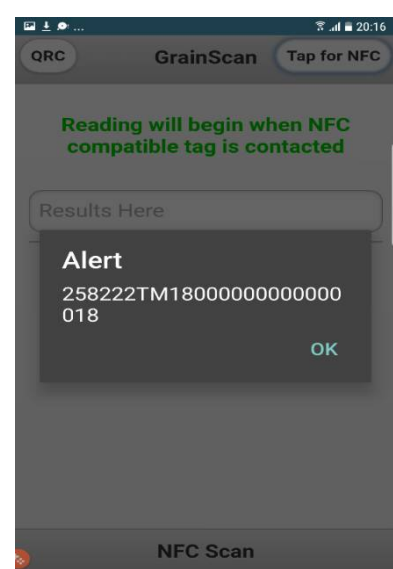 ... 20:16
QRC GrainScan Tap for NFC
Reading will begin when NFC
compatible tag is contacted
Results Here
Alert
258222TM18000000000000
018
OK
NFC Scan